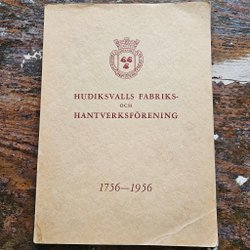 HUDIKSVALLS FABRIKS-
OCH
HANTVERKSFÖRENING
1756—1956